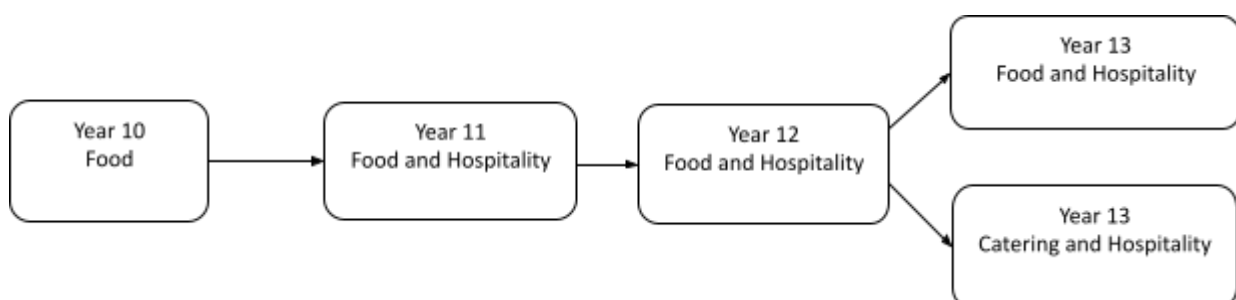 Year 10
Food
Year 11
Food and Hospitality
Year 12
Food and Hospitality
Year 13
Food and Hospitality
Year 13
Catering and Hospitality